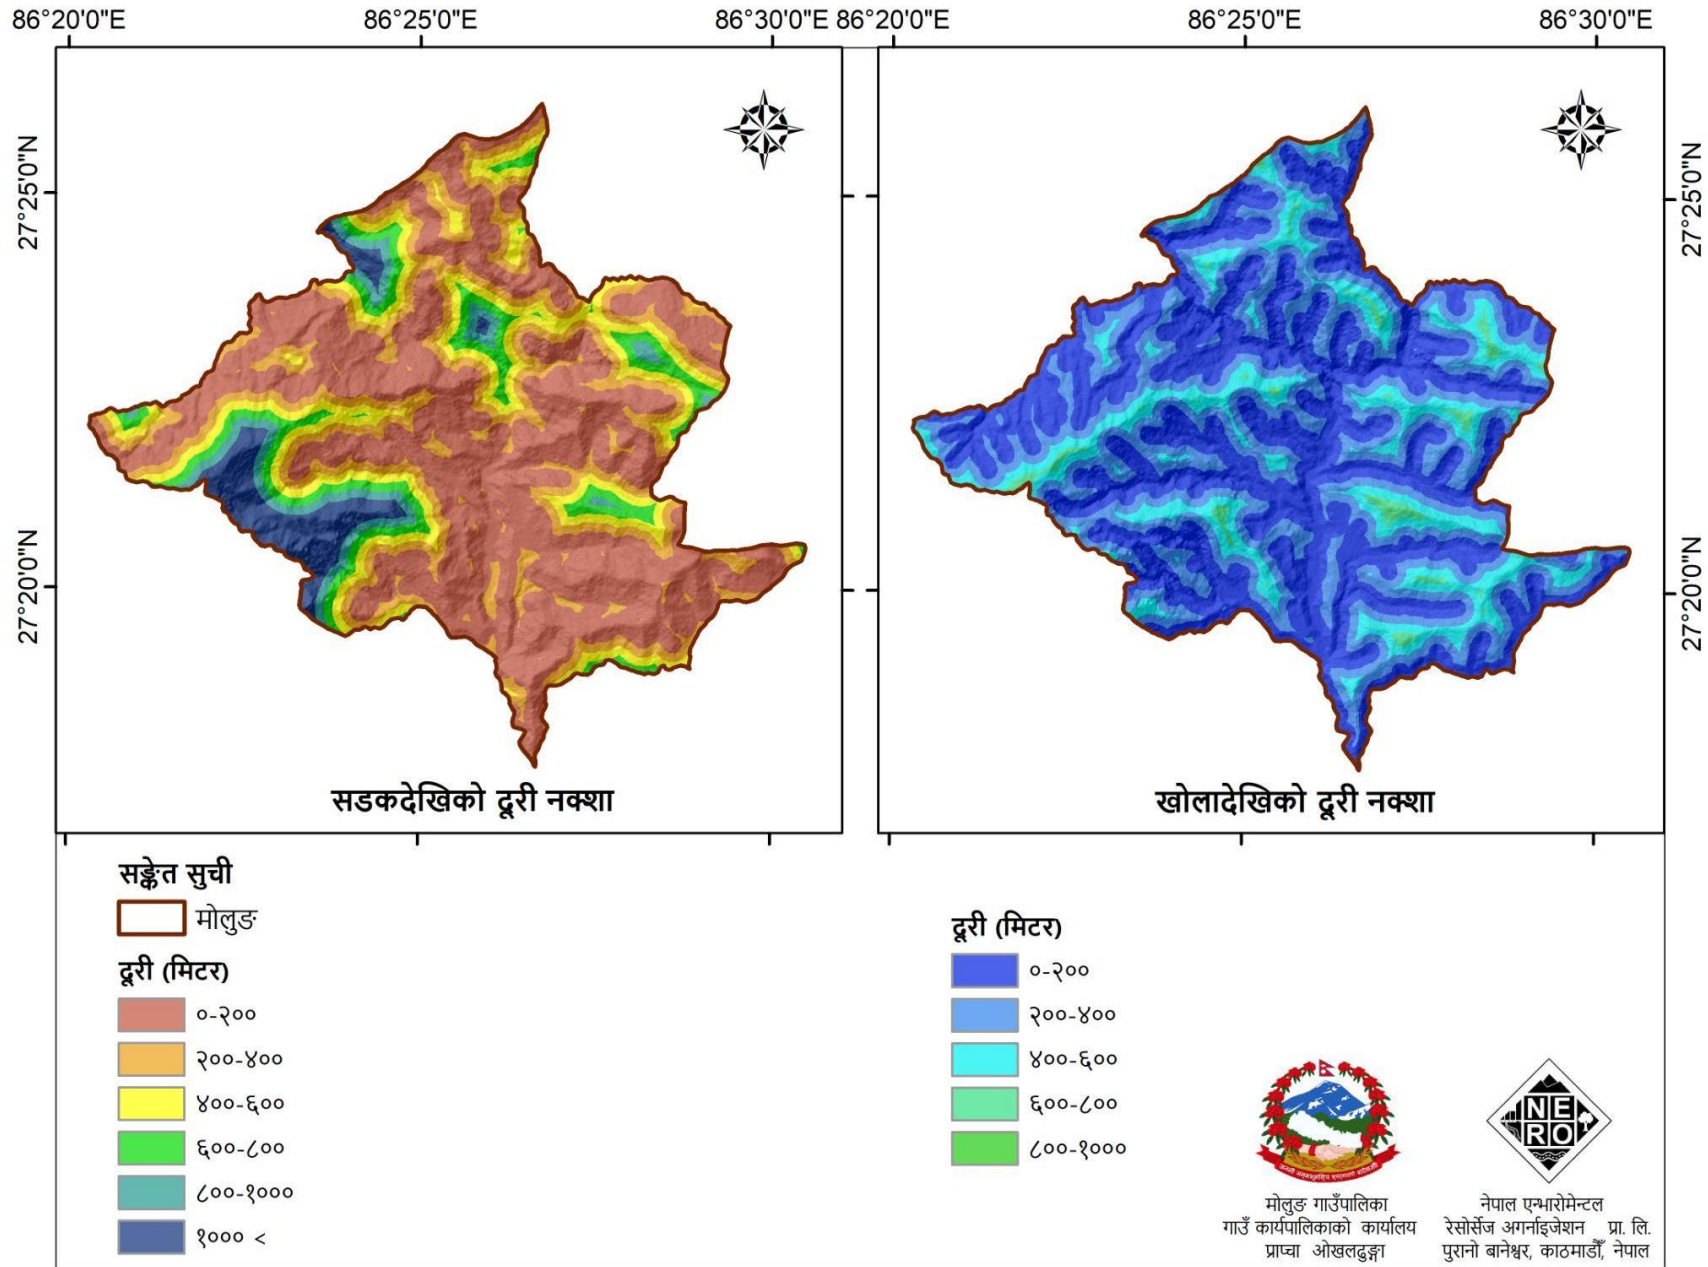 86°20'0"E 86°25'0"E 86°30'0"E 86°20'0"E 86°25'0"E 86°30'0"E
27°25'0"N
27°20'0"N
27°25'0"N
27°20'0"N
सडकदेखिको दूरी नक्शा
खोलादेखिको दूरी नक्शा
सङ्केत सुची
मोलुङ
दूरी (मिटर)
०-२००
२००-४००
४००-६००
६००-८००
८००-१०००
१००० <
दूरी (मिटर)
०-२००
२००-४००
४००-६००
६००-८००
८००-१०००
मोलुङ गाउँपालिका
गाउँ कार्यपालिकाको कार्यालय
प्राप्चा ओखलढुङ्गा
NE
RO
नेपाल एन्भारोमेन्टल
रेसोर्सेज अगर्नाइजेशन प्रा. लि.
पुरानो बानेश्वर, काठमाडौँ, नेपाल